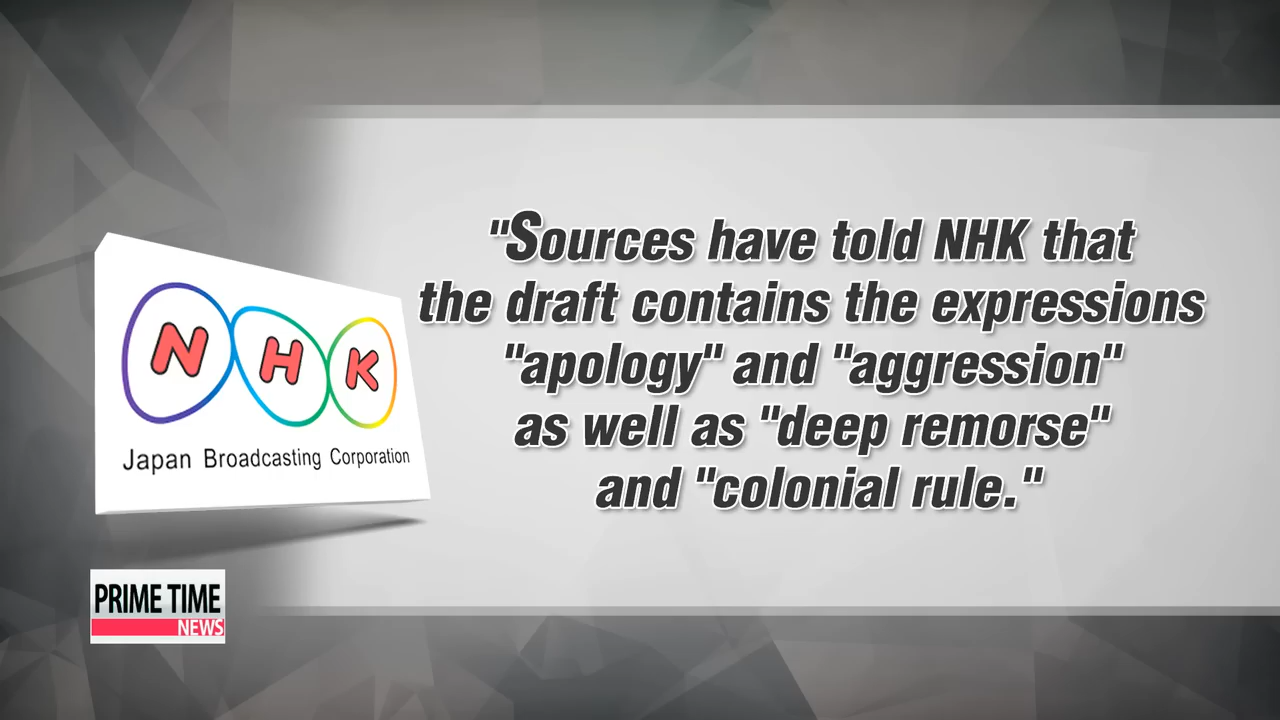 "Sources have told NHK that
the draft contains the expressions
"apology" and "aggression"
as well as "deep remorse"
and "colonial rule."
NHK
Japan Broadcasting Corporation
PRIME TIME
NEWS